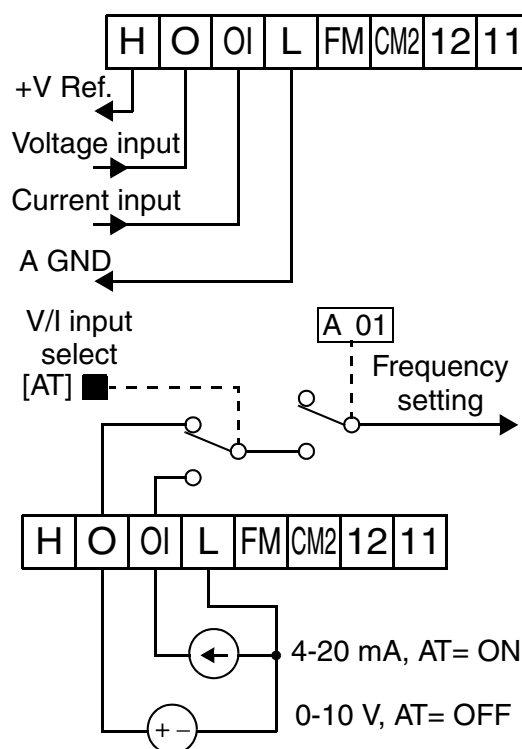 H O OI L FM CM2 12 11
+V Ref.
Voltage input
Current input
A GND
V/I input
select
[AT]
A 01
Frequency
setting
H O OI L FM CM2 12 11
4-20 mA, AT= ON
+ −
0-10 V, AT= OFF